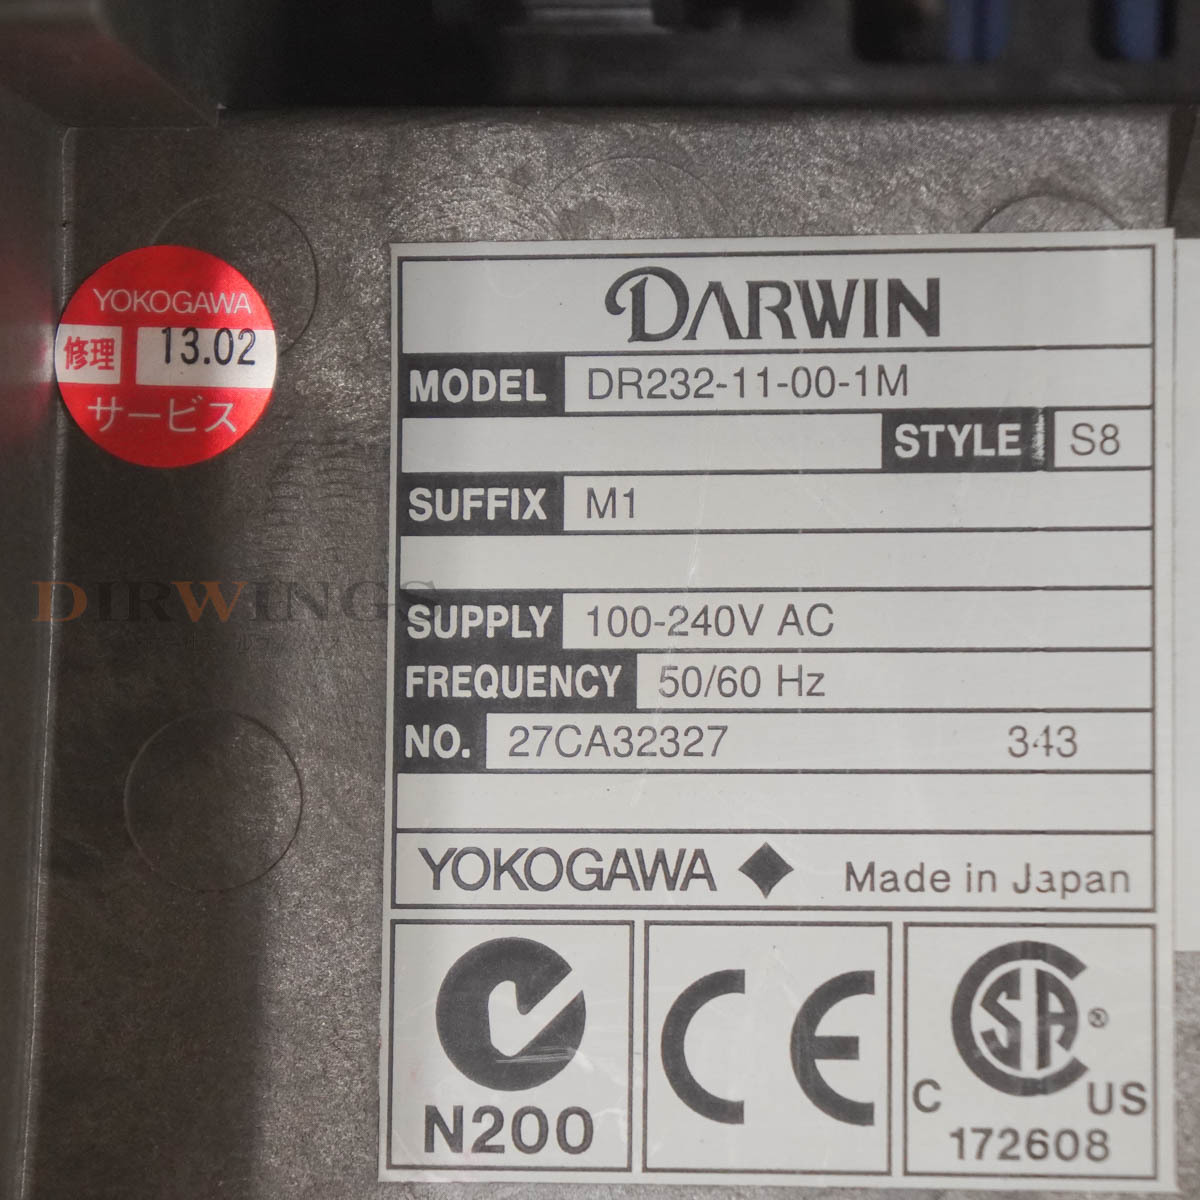 YOKOGAWA
修理 13.02
サービス
DARWIN
MODEL DR232-11-00-1M
STYLE S8
SUFFIX M1
DIRWINGS
SUPPLY 100-240V AC
FREQUENCY 50/60 Hz
NO. 27CA32327 343
YOKOGAWA ◆ Made in Japan
N200
CE
CSA ®
C US
172608